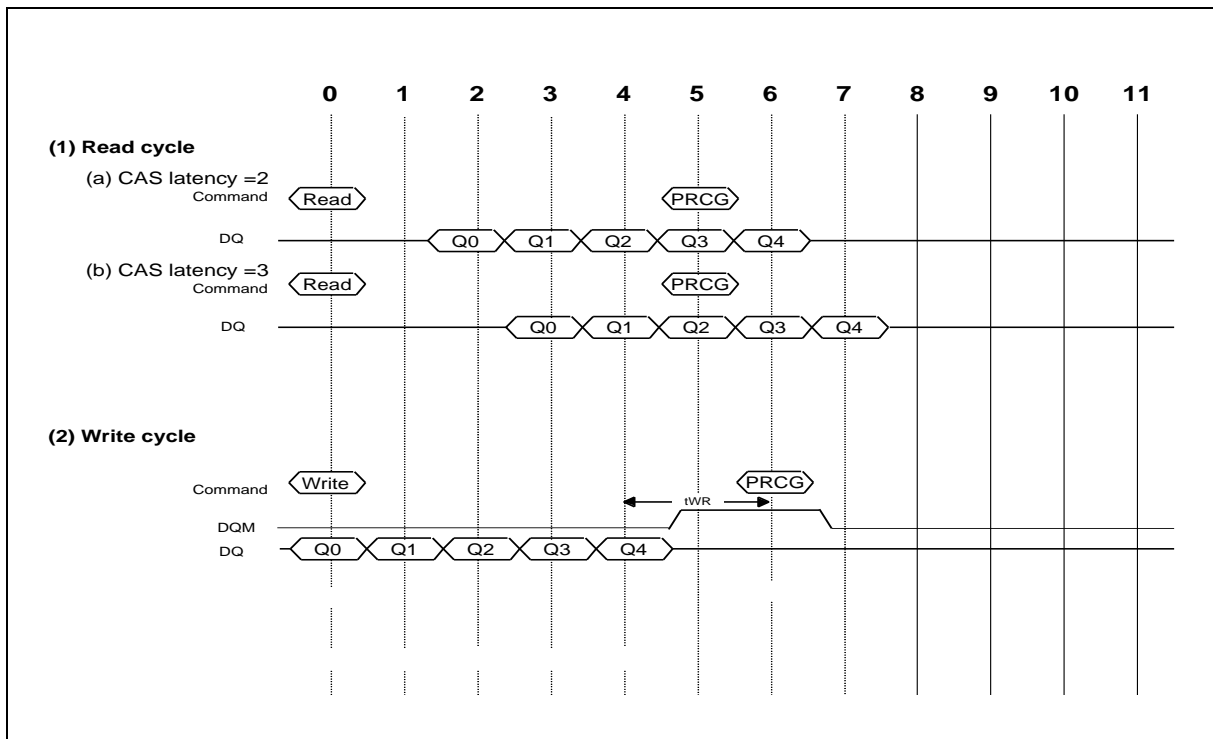 0 1 2 3 4 5 6 7 8 9 10 11
(1) Read cycle
(a) CAS latency =2
Command Read PRCG
DQ Q0 Q1 Q2 Q3 Q4
(b) CAS latency =3
Command Read PRCG
DQ Q0 Q1 Q2 Q3 Q4
(2) Write cycle
Command Write PRCG
tWR
DQM
DQ Q0 Q1 Q2 Q3 Q4